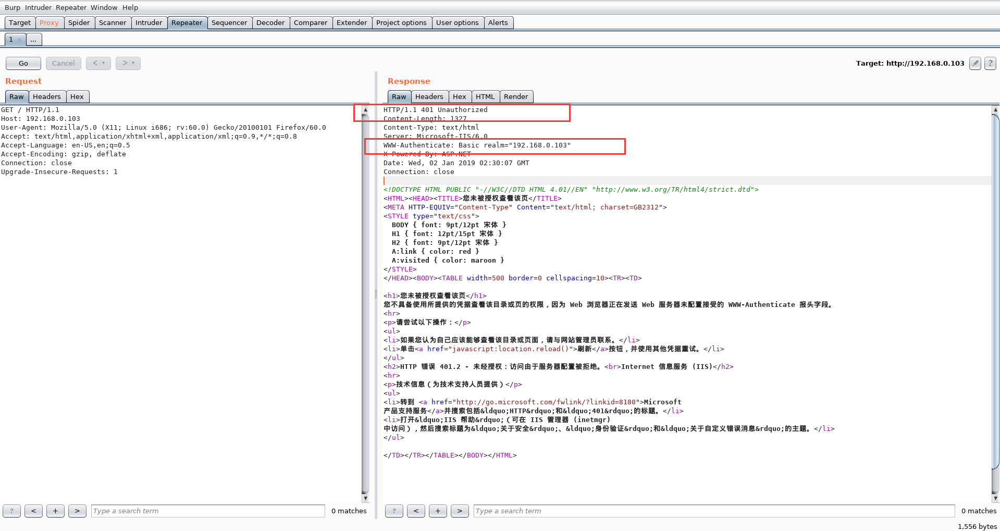 Burp Intruder Repeater Window Help
Target Proxy Spider Scanner Intruder Repeater Sequencer Decoder Comparer Extender Project options User options Alerts
1 × ...
Go Cancel < > Target: http://192.168.0.103 ?
Request
Raw Headers Hex
GET / HTTP/1.1
Host: 192.168.0.103
User-Agent: Mozilla/5.0 (X11; Linux i686; rv:60.0) Gecko/20100101 Firefox/60.0
Accept: text/html,application/xhtml+xml,application/xml;q=0.9,*/*;q=0.8
Accept-Language: en-US,en;q=0.5
Accept-Encoding: gzip, deflate
Connection: close
Upgrade-Insecure-Requests: 1
? < + > Type a search term 0 matches
Response
Raw Headers Hex HTML Render
HTTP/1.1 401 Unauthorized
Content-Length: 1327
Content-Type: text/html
Server: Microsoft-IIS/6.0
WWW-Authenticate: Basic realm="192.168.0.103"
X-Powered-By: ASP.NET
Date: Wed, 02 Jan 2019 02:30:07 GMT
Connection: close
<!DOCTYPE HTML PUBLIC "-//W3C//DTD HTML 4.01//EN" "http://www.w3.org/TR/html4/strict.dtd">
<HTML><HEAD><TITLE>您未被授权查看该页</TITLE>
<META HTTP-EQUIV="Content-Type" Content="text/html; charset=GB2312">
<STYLE type="text/css">
BODY { font: 9pt/12pt 宋体 }
H1 { font: 12pt/15pt 宋体 }
H2 { font: 9pt/12pt 宋体 }
A:link { color: red }
A:visited { color: maroon }
</STYLE>
</HEAD><BODY><TABLE width=500 border=0 cellspacing=10><TR><TD>
<h1>您未被授权查看该页</h1>
您不具备使用所提供的凭据查看该目录或页的权限，因为 Web 浏览器正在发送 Web 服务器未配置接受的 WWW-Authenticate 报头字段。
<hr>
<p>请尝试以下操作：</p>
<ul>
<li>如果您认为自己应该能够查看该目录或页面，请与网站管理员联系。</li>
<li>单击<a href="javascript:location.reload()">刷新</a>按钮，并使用其他凭据重试。</li>
</ul>
<h2>HTTP 错误 401.2 - 未经授权：访问由于服务器配置被拒绝。<br>Internet 信息服务 (IIS)</h2>
<hr>
<p>技术信息（为技术支持人员提供）</p>
<ul>
<li>转到 <a href="http://go.microsoft.com/fwlink/?linkid=8180">Microsoft
产品支持服务</a>并搜索包括&ldquo;HTTP&rdquo;和&ldquo;401&rdquo;的标题。</li>
<li>打开&ldquo;IIS 帮助&rdquo;（可在 IIS 管理器 (inetmgr)
中访问），然后搜索标题为&ldquo;关于安全&rdquo;、&ldquo;身份验证&rdquo;和&ldquo;关于自定义错误消息&rdquo;的主题。</li>
</ul>
</TD></TR></TABLE></BODY></HTML>
? < + > Type a search term 0 matches
1,556 bytes